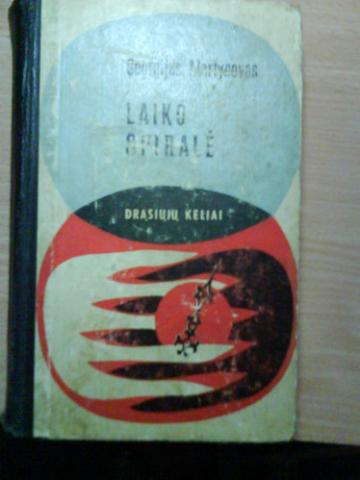 Georgijus Martynovas
LAIKO
SPIRALĖ
DRĄSIŲJŲ KELIAI